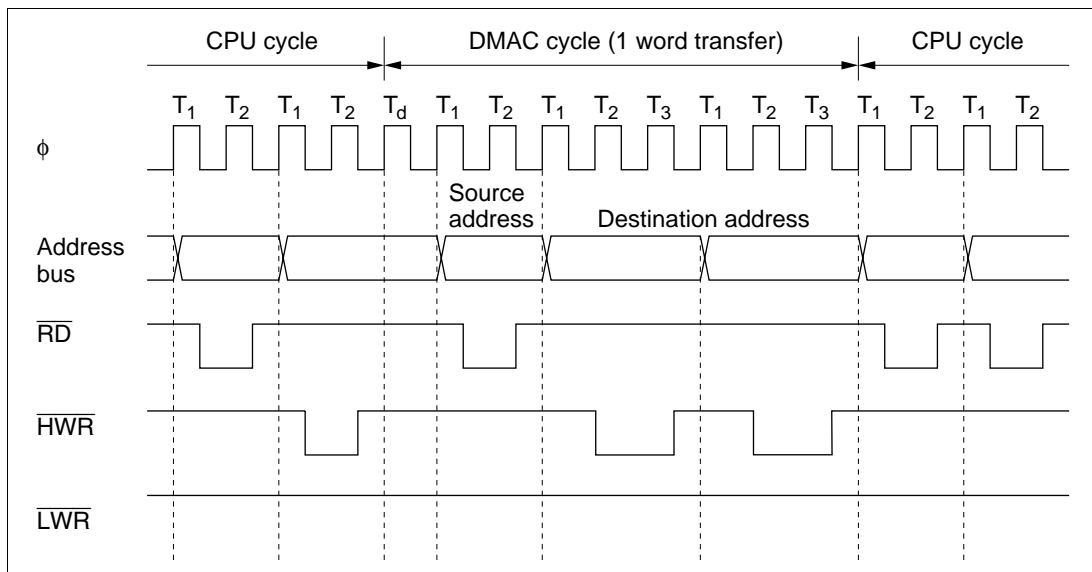 CPU cycle DMAC cycle (1 word transfer) CPU cycle
T1 T2 T1 T2 Td T1 T2 T1 T2 T3 T1 T2 T3 T1 T2 T1 T2
ϕ
Source
address Destination address
Address
bus
RD
HWR
LWR